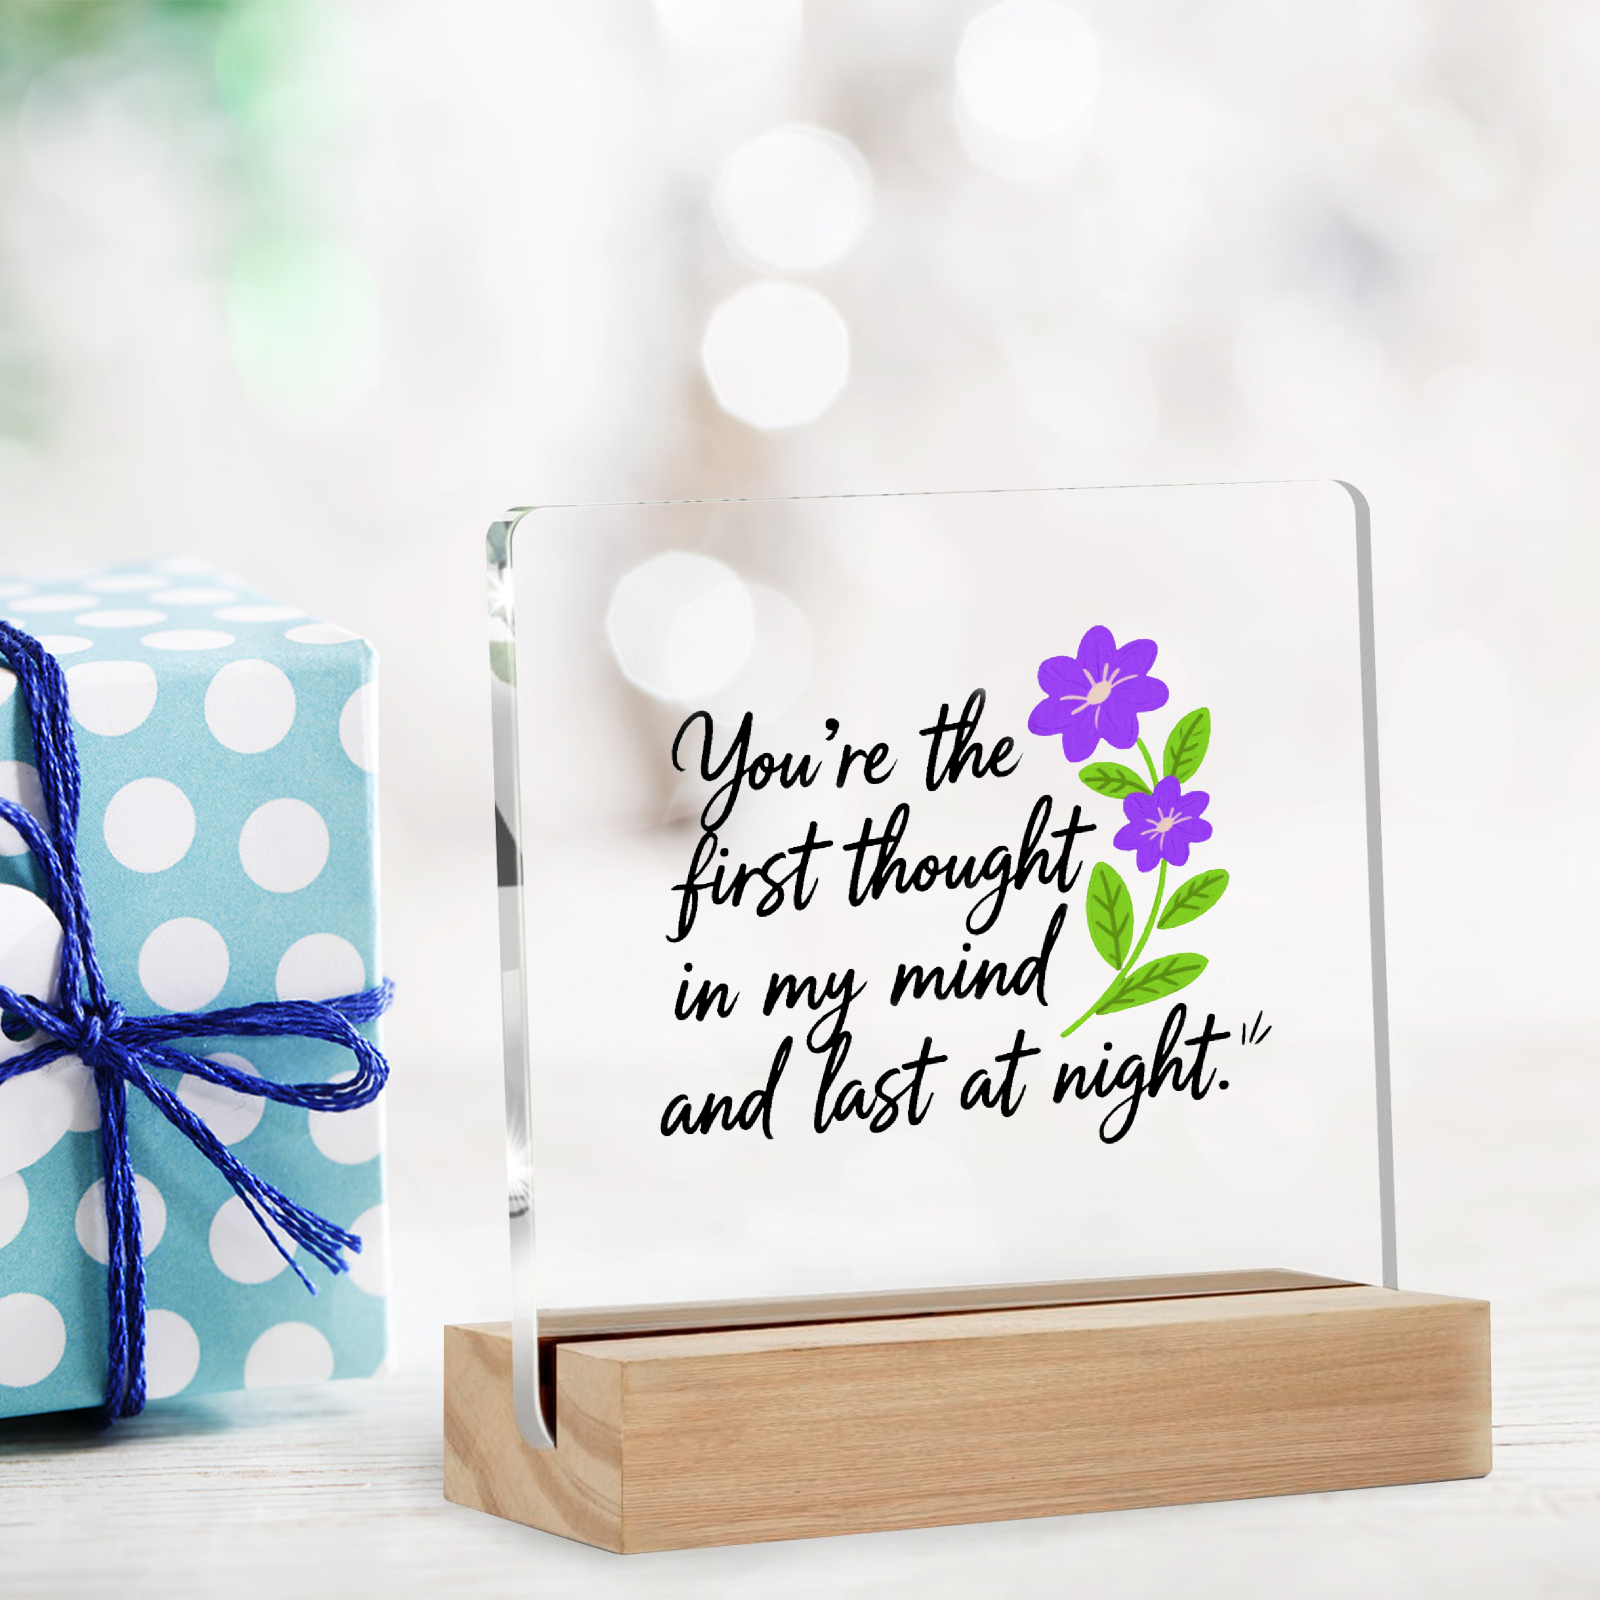 You’re the
first thought
in my mind
and last at night."